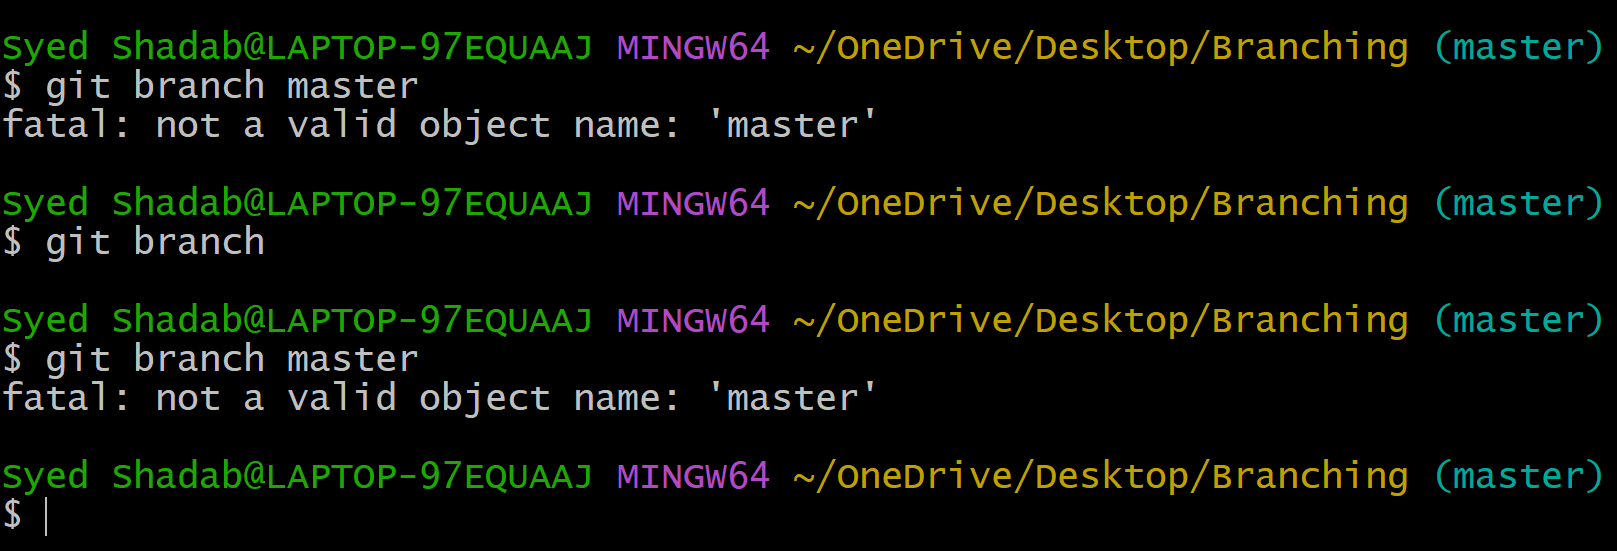 Syed Shadab@LAPTOP-97EQUAAJ MINGW64 ~/OneDrive/Desktop/Branching (master)
$ git branch master
fatal: not a valid object name: 'master'
Syed Shadab@LAPTOP-97EQUAAJ MINGW64 ~/OneDrive/Desktop/Branching (master)
$ git branch
Syed Shadab@LAPTOP-97EQUAAJ MINGW64 ~/OneDrive/Desktop/Branching (master)
$ git branch master
fatal: not a valid object name: 'master'
Syed Shadab@LAPTOP-97EQUAAJ MINGW64 ~/OneDrive/Desktop/Branching (master)
$